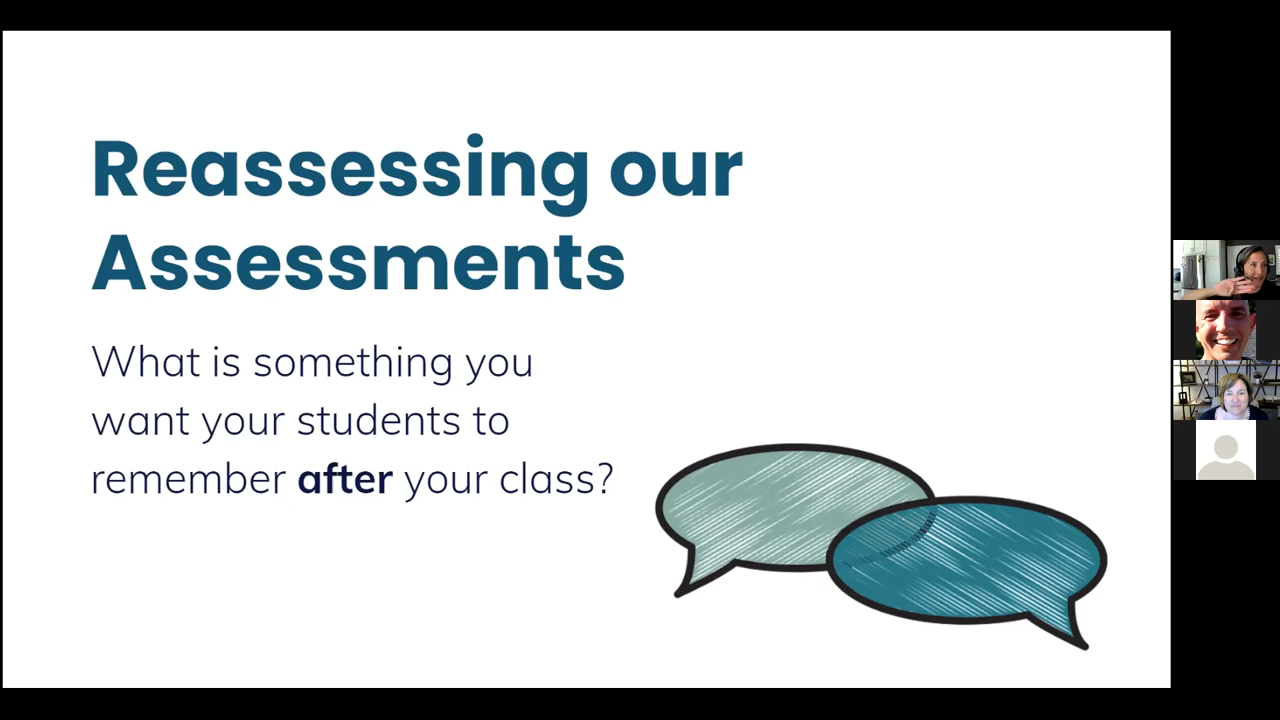 Reassessing our
Assessments
What is something you
want your students to
remember after your class?